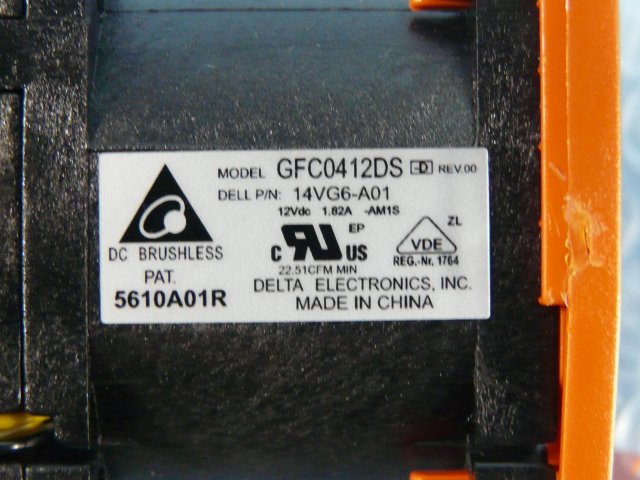 MODEL GFC0412DS -D REV.00
DELL P/N: 14VG6-A01
12Vdc 1.82A -AM1S
DC BRUSHLESS
PAT.
5610A01R
c RU US EP
22.51CFM MIN
VDE ZL
REG.-Nr. 1764
DELTA ELECTRONICS, INC.
MADE IN CHINA